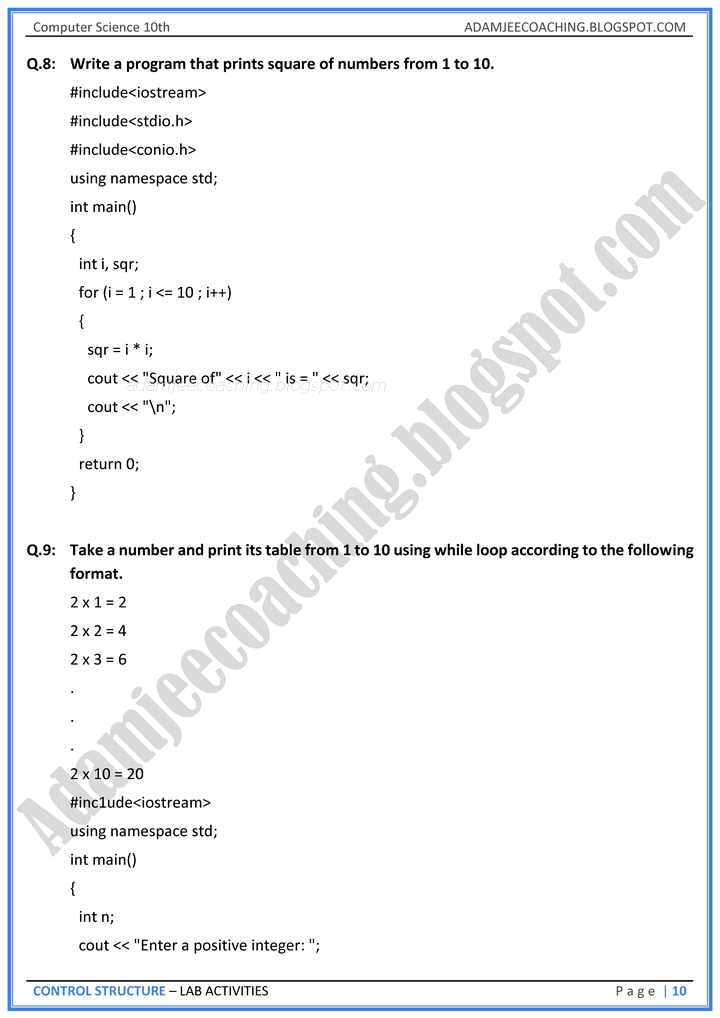 Computer Science 10th ADAMJEECOACHING.BLOGSPOT.COM
Q.8: Write a program that prints square of numbers from 1 to 10.
#include<iostream>
#include<stdio.h>
#include<conio.h>
using namespace std;
int main()
{
int i, sqr;
for (i = 1 ; i <= 10 ; i++)
{
sqr = i * i;
cout << "Square of" << i << " is = " << sqr;
adamjeecoaching.blogspot.com
cout << "\n";
}
return 0;
}
Adamjeecoaching.blogspot.com
Q.9: Take a number and print its table from 1 to 10 using while loop according to the following
format.
2 x 1 = 2
2 x 2 = 4
2 x 3 = 6
.
.
.
2 x 10 = 20
#inc1ude<iostream>
using namespace std;
int main()
{
int n;
cout << "Enter a positive integer: ";
CONTROL STRUCTURE – LAB ACTIVITIES P a g e | 10